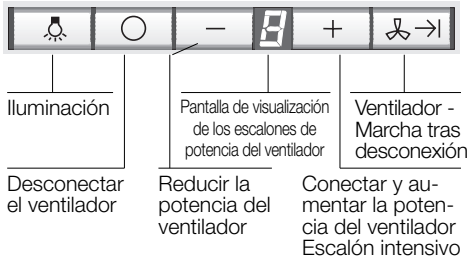 Iluminación
Pantalla de visualización
de los escalones de
potencia del ventilador
Ventilador -
Marcha tras
desconexión
Desconectar
el ventilador
Reducir la
potencia del
ventilador
Conectar y au-
mentar la poten-
cia del ventilador
Escalón intensivo